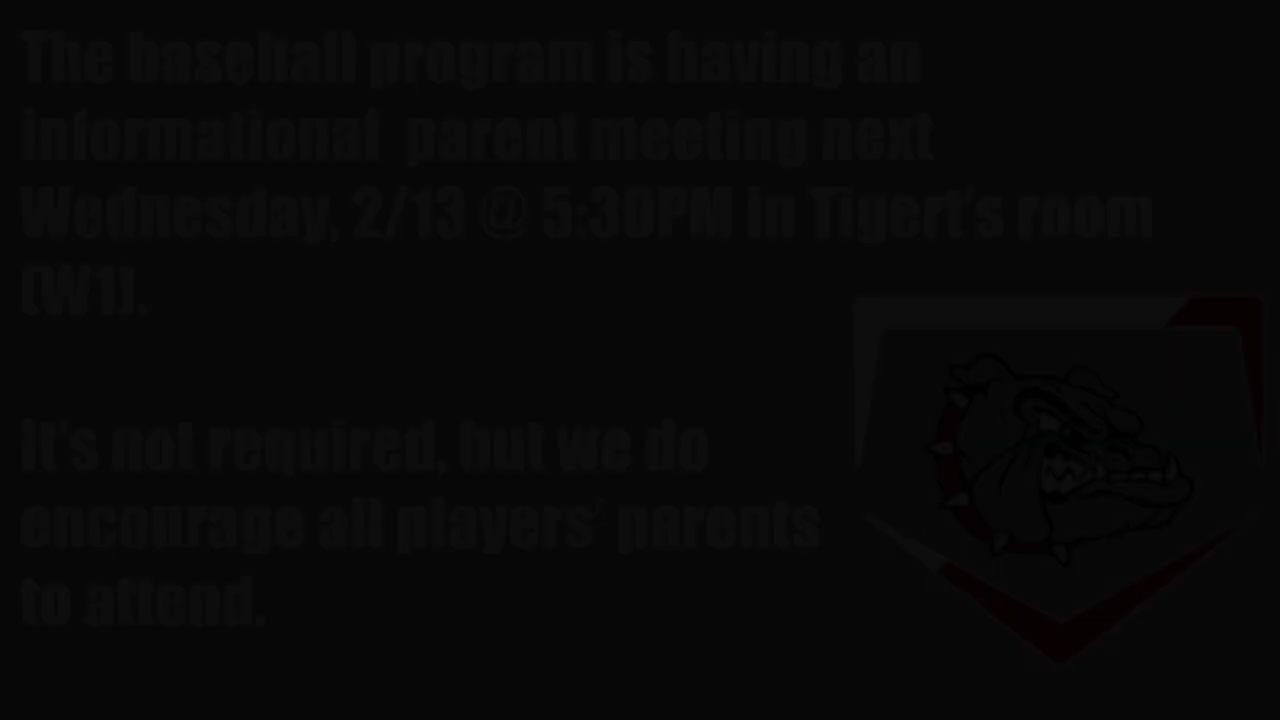 The baseball program is having an
informational parent meeting next
Wednesday, 2/13 @ 5:30PM in Tigert's room
(W1).
It's not required, but we do
encourage all players' parents
to attend.